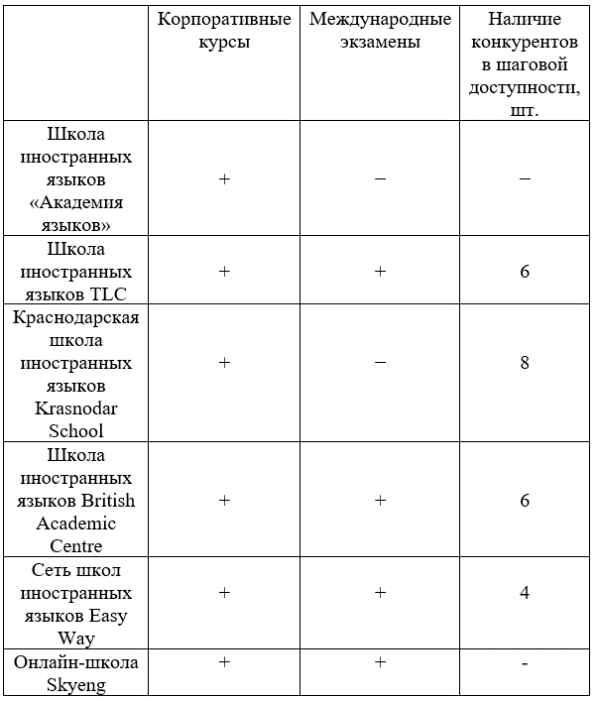 Корпоративные курсы
Международные экзамены
Наличие конкурентов в шаговой доступности, шт.
Школа
иностранных
языков
«Академия
языков»
+
–
–
Школа
иностранных
языков TLC
+
+
6
Краснодарская
школа
иностранных
языков
Krasnodar
School
+
–
8
Школа
иностранных
языков British
Academic
Centre
+
+
6
Сеть школ
иностранных
языков Easy
Way
+
+
4
Онлайн-школа
Skyeng
+
+
-